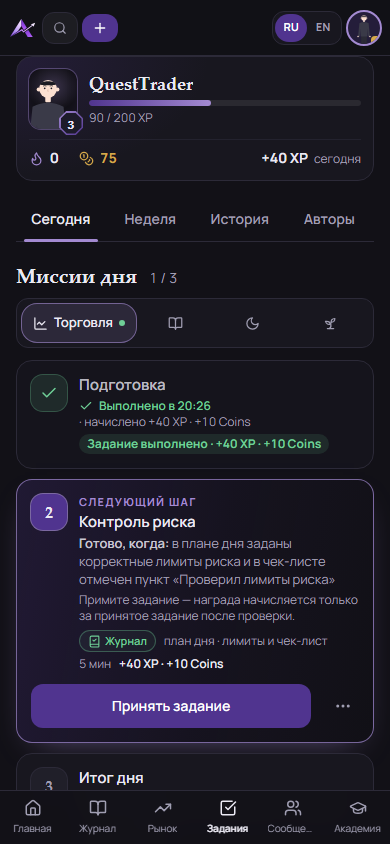 RU EN
QuestTrader
3
90 / 200 XP
0 75 +40 XP сегодня
Сегодня Неделя История Авторы
Миссии дня 1 / 3
Торговля
Подготовка
Выполнено в 20:26
· начислено +40 XP · +10 Coins
Задание выполнено · +40 XP · +10 Coins
2
СЛЕДУЮЩИЙ ШАГ
Контроль риска
Готово, когда: в плане дня заданы
корректные лимиты риска и в чек-листе
отмечен пункт «Проверил лимиты риска»
Примите задание — награда начисляется только
за принятое задание после проверки.
Журнал план дня · лимиты и чек-лист
5 мин +40 XP · +10 Coins
Принять задание
3
Итог дня
Главная Журнал Рынок Задания Сообще... Академия